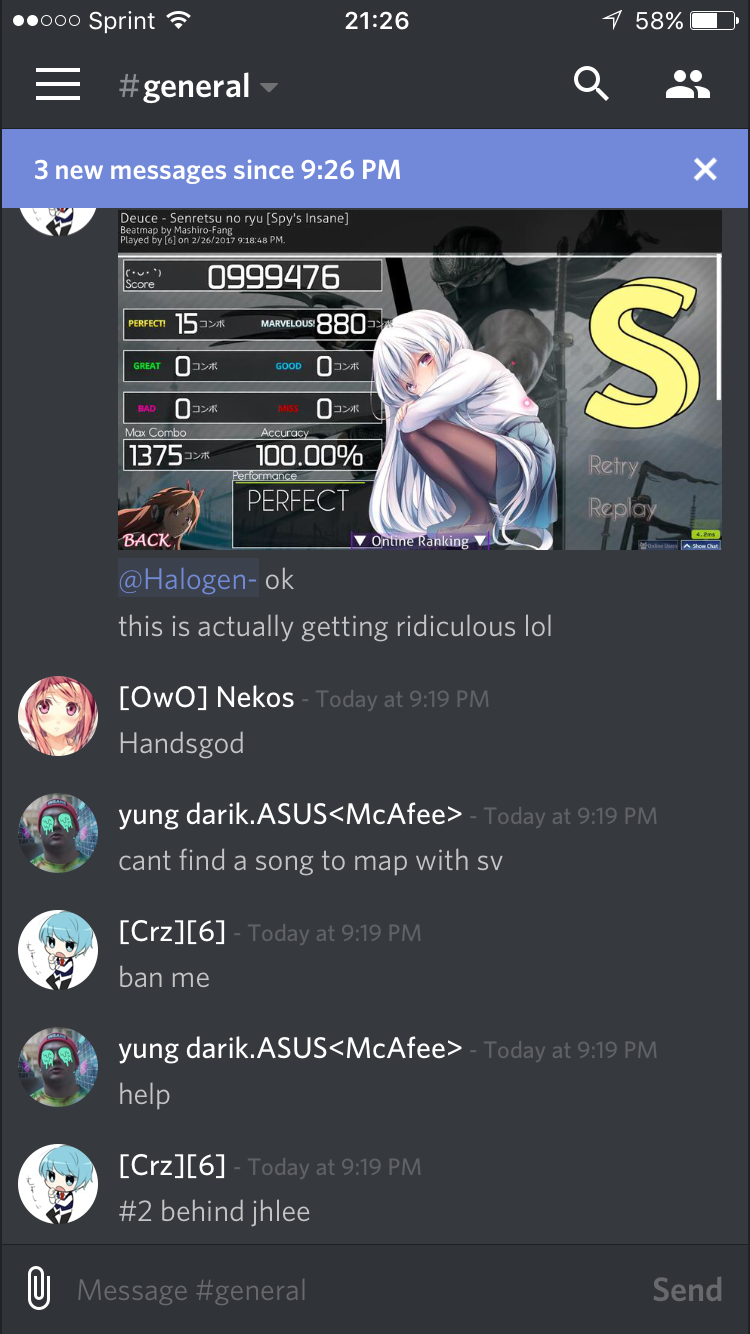 Sprint 21:26 58%
#general
3 new messages since 9:26 PM
Deuce - Senretsu no ryu [Spy's Insane]
Beatmap by Mashiro-Fang
Played by [6] on 2/26/2017 9:18:48 PM.
Score 0999476
PERFECT! 15コンボ MARVELOUS! 880コンボ
GREAT 0コンボ GOOD 0コンボ
BAD 0コンボ MISS 0コンボ
Max Combo Accuracy
1375コンボ 100.00%
Performance
PERFECT
S
Retry
Replay
BACK
▼ Online Ranking ▼
4.2ms
Online Users Show Chat
@Halogen- ok
this is actually getting ridiculous lol
[OwO] Nekos - Today at 9:19 PM
Handsgod
yung darik.ASUS<McAfee> - Today at 9:19 PM
cant find a song to map with sv
[Crz][6] - Today at 9:19 PM
ban me
yung darik.ASUS<McAfee> - Today at 9:19 PM
help
[Crz][6] - Today at 9:19 PM
#2 behind jhlee
Message #general
Send